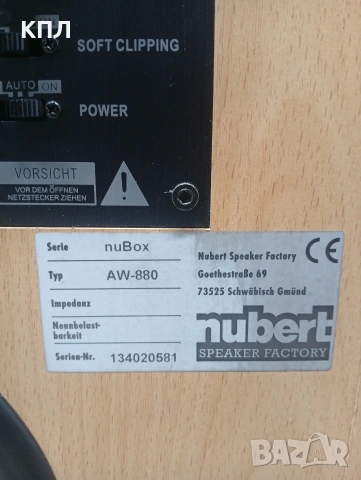 КПЛ
SOFT CLIPPING
AUTO ON
POWER
VORSICHT
VOR DEM ÖFFNEN
NETZSTECKER ZIEHEN
Serie nuBox
Typ AW-880
Impedanz
Nennbelast-
barkeit
Serien-Nr. 134020581
Nubert Speaker Factory CE
Goethestraße 69
73525 Schwäbisch Gmünd
nubert
SPEAKER FACTORY
BAZAR